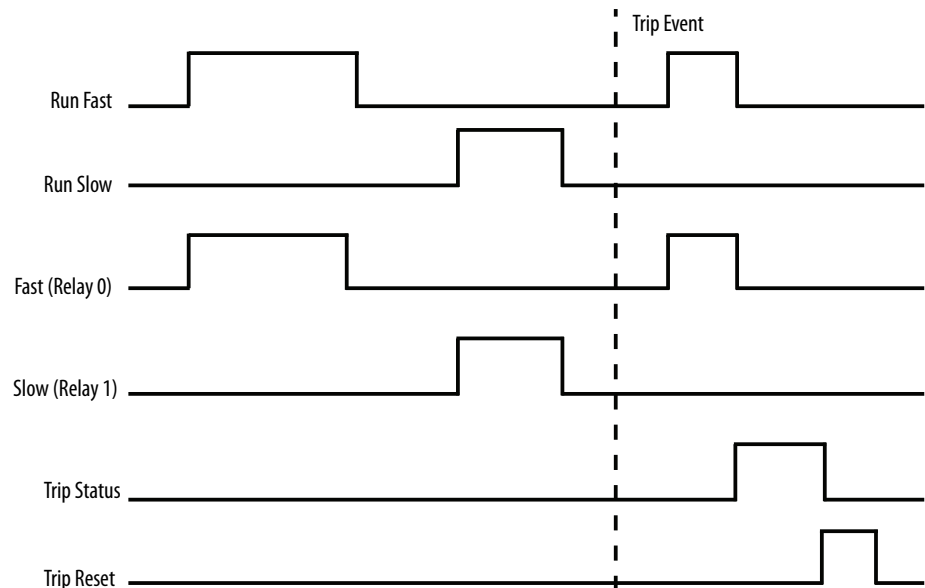 Trip Event
Run Fast
Run Slow
Fast (Relay 0)
Slow (Relay 1)
Trip Status
Trip Reset